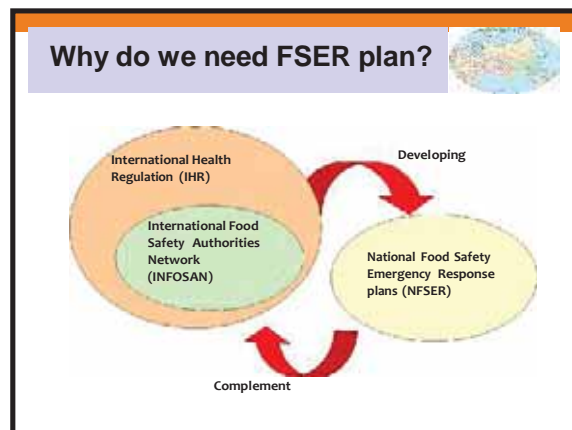 Why do we need FSER plan?
International Health
Regulation (IHR)
International Food
Safety Authorities
Network
(INFOSAN)
Developing
National Food Safety
Emergency Response
plans (NFSER)
Complement